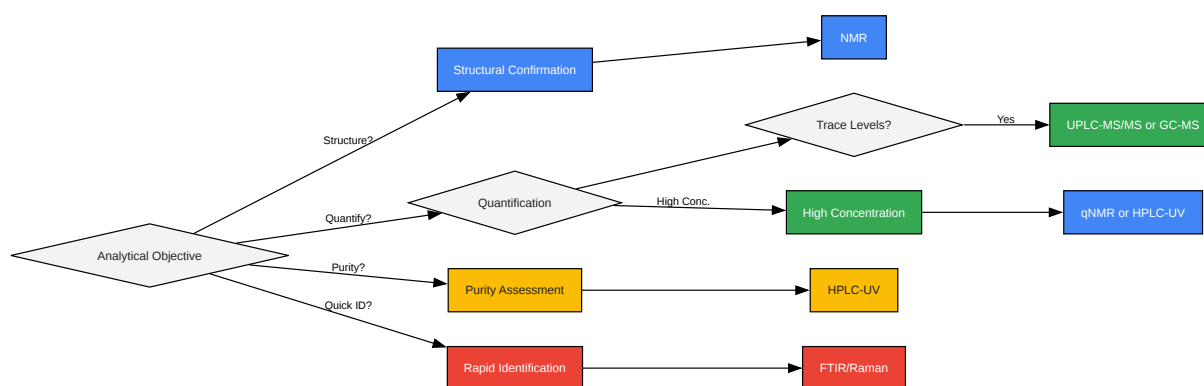 NMR
Structural Confirmation
UPLC-MS/MS or GC-MS
Yes
Trace Levels?
Structure?
Quantification
High Conc.
High Concentration
qNMR or HPLC-UV
Quantify?
Analytical Objective
Purity?
Purity Assessment
HPLC-UV
Quick ID?
Rapid Identification
FTIR/Raman